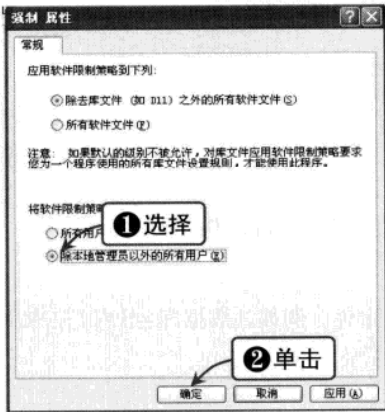 强制 属性
常规
应用软件限制策略到下列:
除去库文件 (如 Dll) 之外的所有软件文件(S)
所有软件文件(F)
注意: 如果默认的级别不被允许，对库文件应用软件限制策略要求
您为一个程序使用的所有库文件设置规则，才能使用此程序。
将软件限制策
❶选择
所有用户
除本地管理员以外的所有用户(E)
❷单击
确定 取消 应用(A)